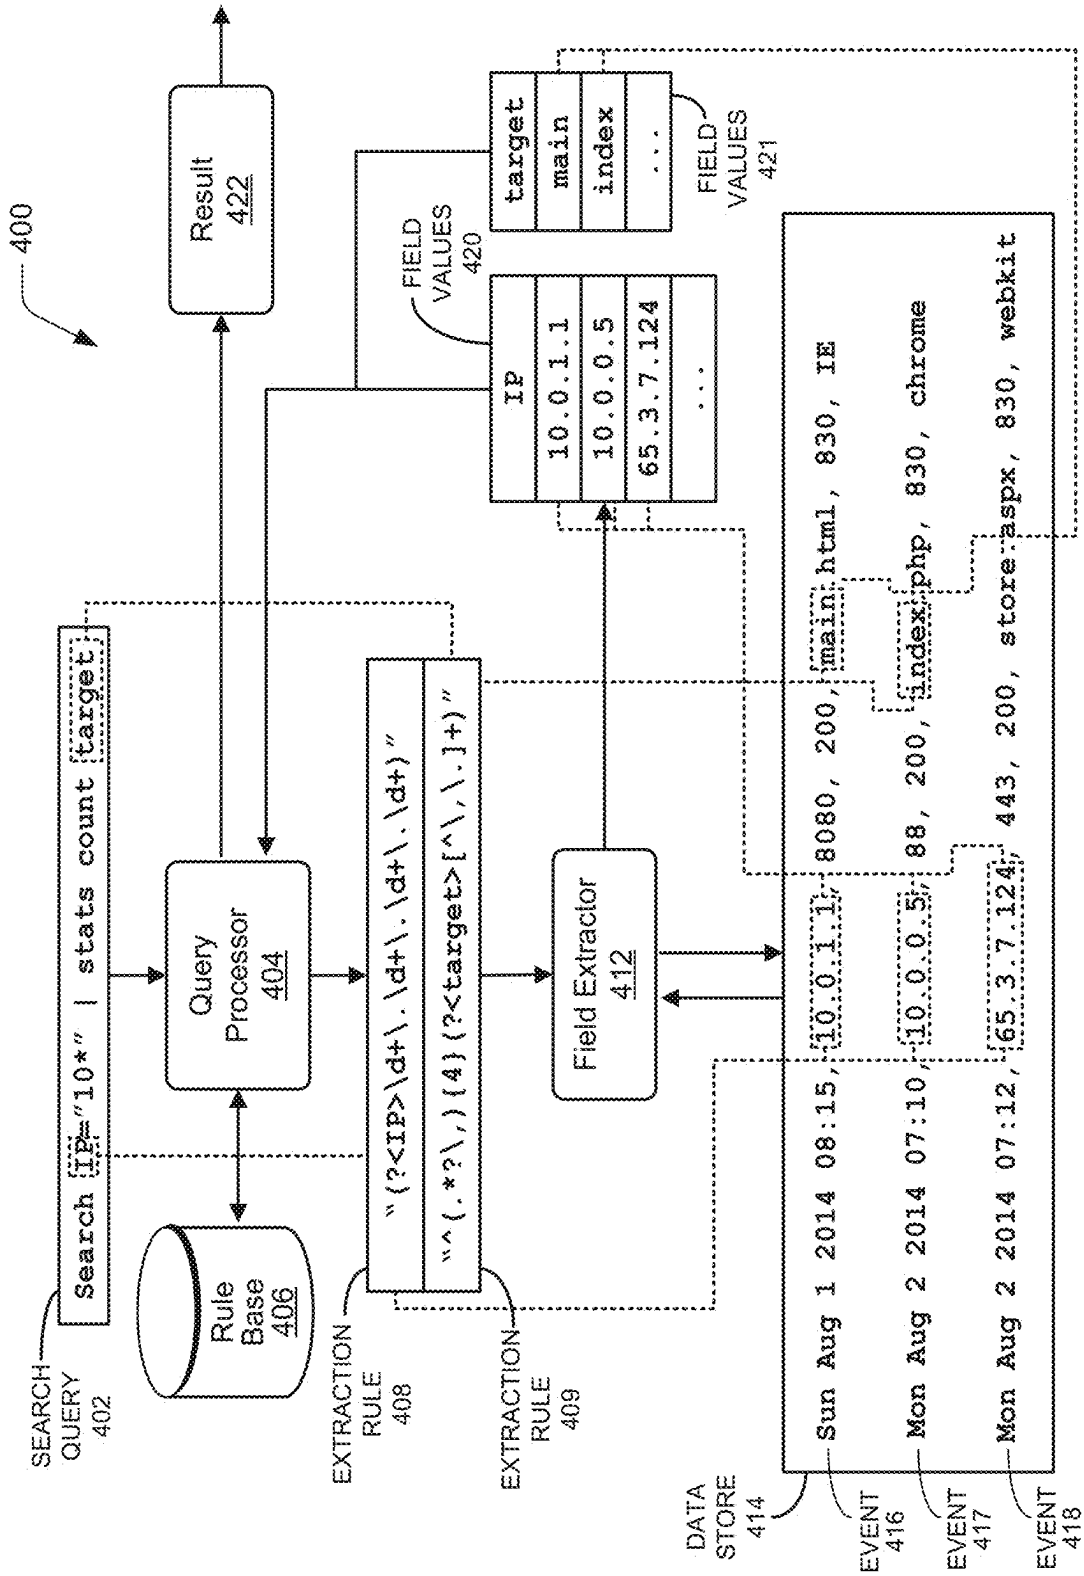 400
SEARCH
QUERY
402
Search IP="10*" | stats count target
Rule
Base
406
Query
Processor
404
Result
422
EXTRACTION
RULE
408
"(?<IP>\d+\.\d+\.\d+\.\d+)"
"^(.*?\,){4}(?<target>[^\,\.]+)"
EXTRACTION
RULE
409
FIELD
VALUES
420
IP
10.0.1.1
10.0.0.5
65.3.7.124
...
target
main
index
...
FIELD
VALUES
421
Field Extractor
412
DATA
STORE
414
Sun Aug 1 2014 08:15, 10.0.1.1, 8080, 200, main.html, 830, IE
EVENT
416
Mon Aug 2 2014 07:10, 10.0.0.5, 88, 200, index.php, 830, chrome
EVENT
417
Mon Aug 2 2014 07:12, 65.3.7.124, 443, 200, store.aspx, 830, webkit
EVENT
418